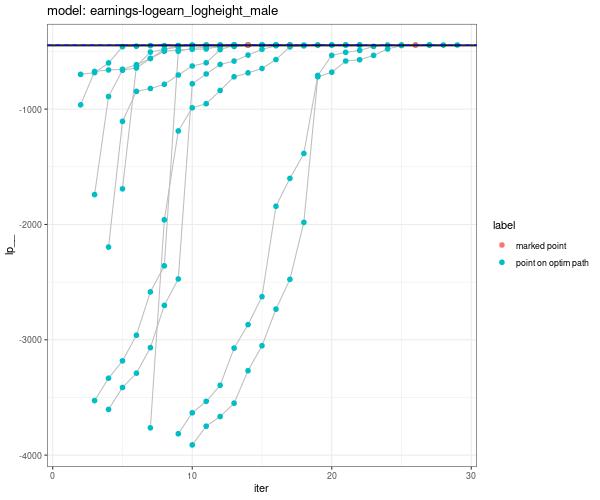 model: earnings-logearn_logheight_male
lp__
-1000
-2000
-3000
-4000
0
10
20
30
iter
label
marked point
point on optim path